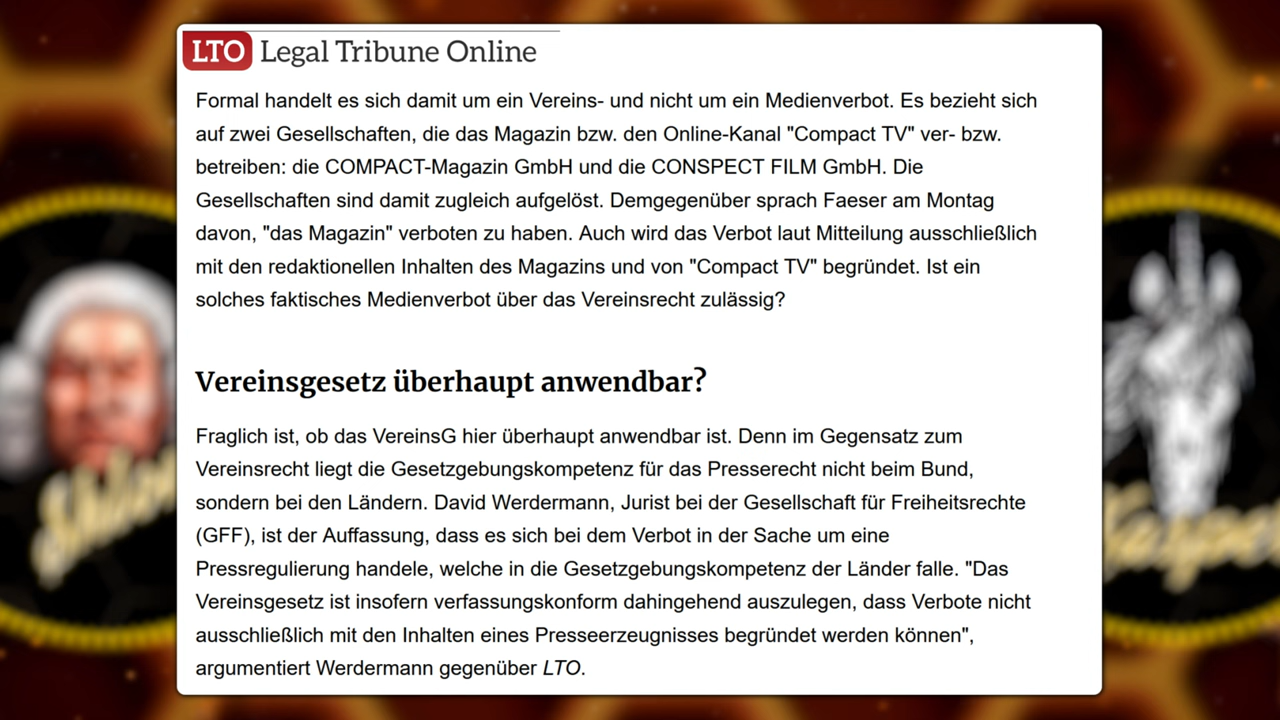 LTO Legal Tribune Online
Formal handelt es sich damit um ein Vereins- und nicht um ein Medienverbot. Es bezieht sich
auf zwei Gesellschaften, die das Magazin bzw. den Online-Kanal "Compact TV" ver- bzw.
betreiben: die COMPACT-Magazin GmbH und die CONSPECT FILM GmbH. Die
Gesellschaften sind damit zugleich aufgelöst. Demgegenüber sprach Faeser am Montag
davon, "das Magazin" verboten zu haben. Auch wird das Verbot laut Mitteilung ausschließlich
mit den redaktionellen Inhalten des Magazins und von "Compact TV" begründet. Ist ein
solches faktisches Medienverbot über das Vereinsrecht zulässig?
Vereinsgesetz überhaupt anwendbar?
Fraglich ist, ob das VereinsG hier überhaupt anwendbar ist. Denn im Gegensatz zum
Vereinsrecht liegt die Gesetzgebungskompetenz für das Presserecht nicht beim Bund,
sondern bei den Ländern. David Werdermann, Jurist bei der Gesellschaft für Freiheitsrechte
(GFF), ist der Auffassung, dass es sich bei dem Verbot in der Sache um eine
Pressregulierung handele, welche in die Gesetzgebungskompetenz der Länder falle. "Das
Vereinsgesetz ist insofern verfassungskonform dahingehend auszulegen, dass Verbote nicht
ausschließlich mit den Inhalten eines Presseerzeugnisses begründet werden können",
argumentiert Werdermann gegenüber LTO.